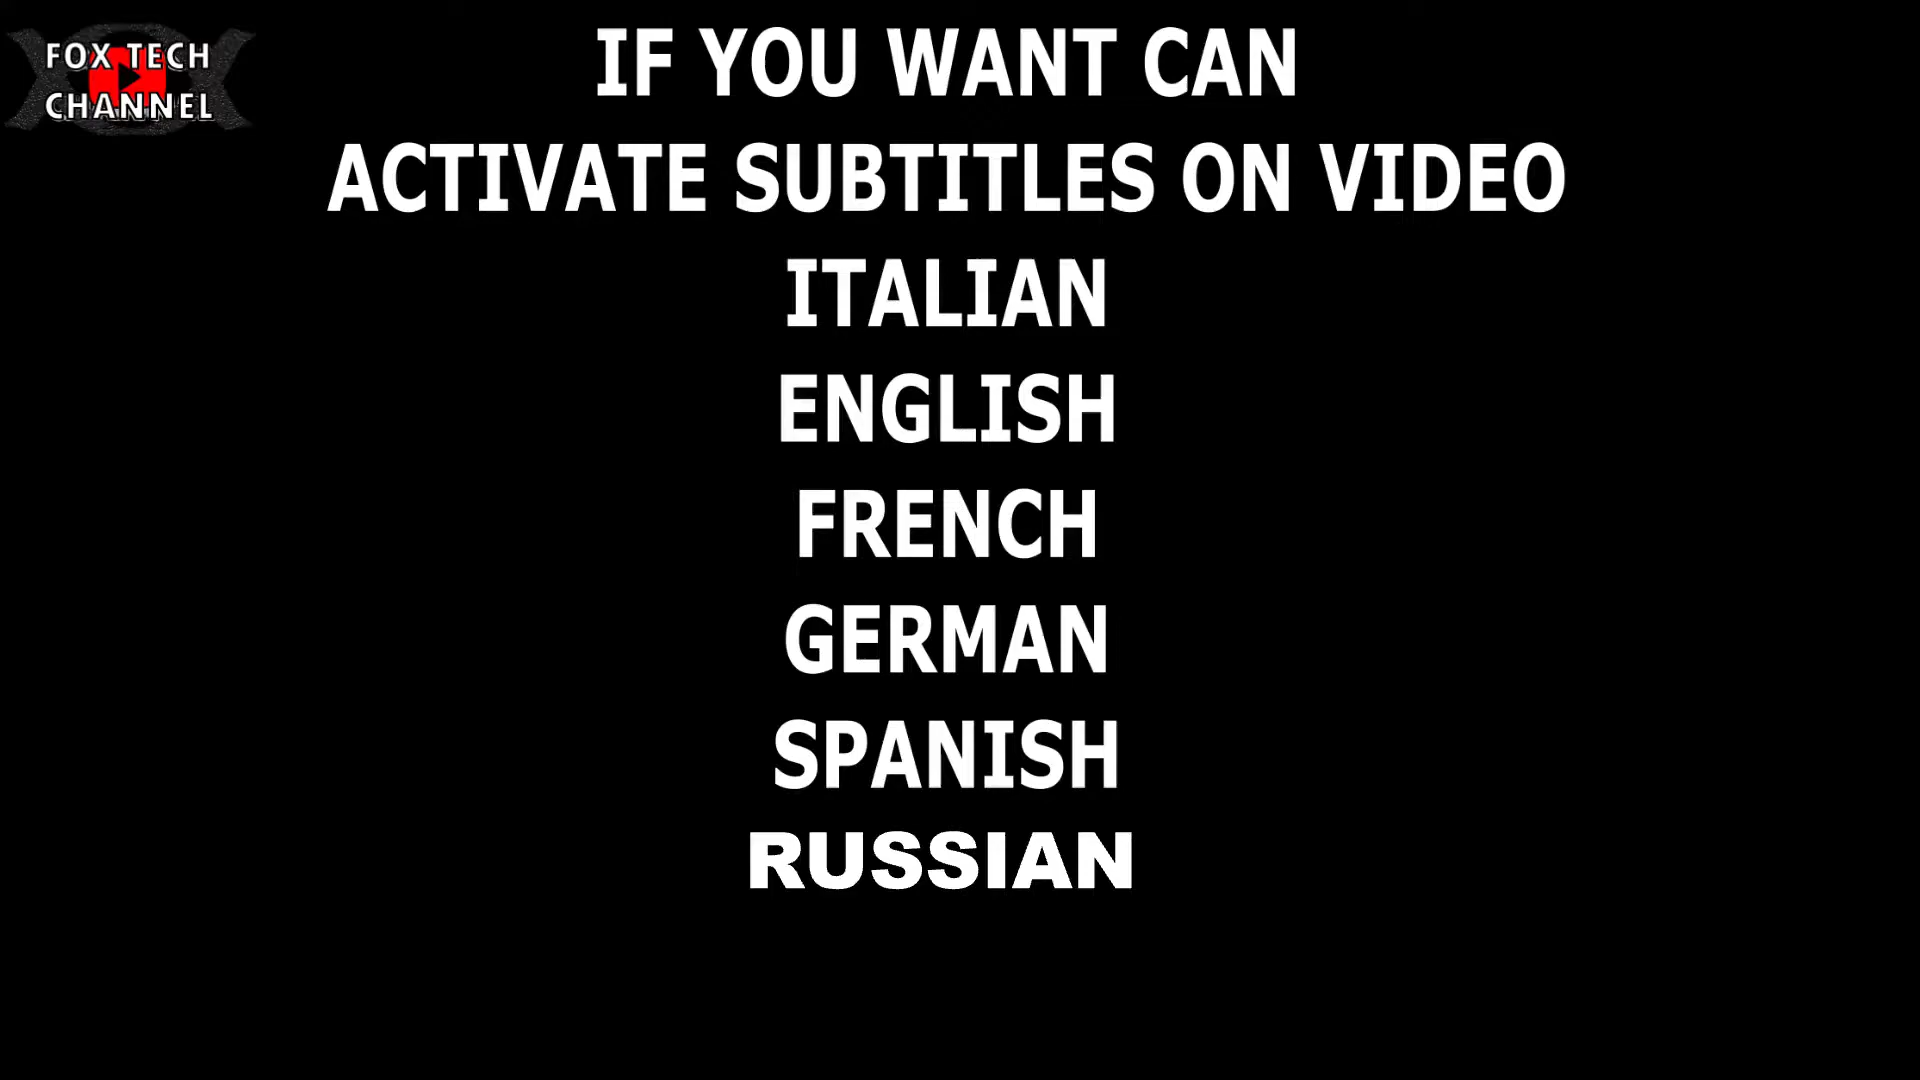 FOX TECH
CHANNEL
IF YOU WANT CAN
ACTIVATE SUBTITLES ON VIDEO
ITALIAN
ENGLISH
FRENCH
GERMAN
SPANISH
RUSSIAN